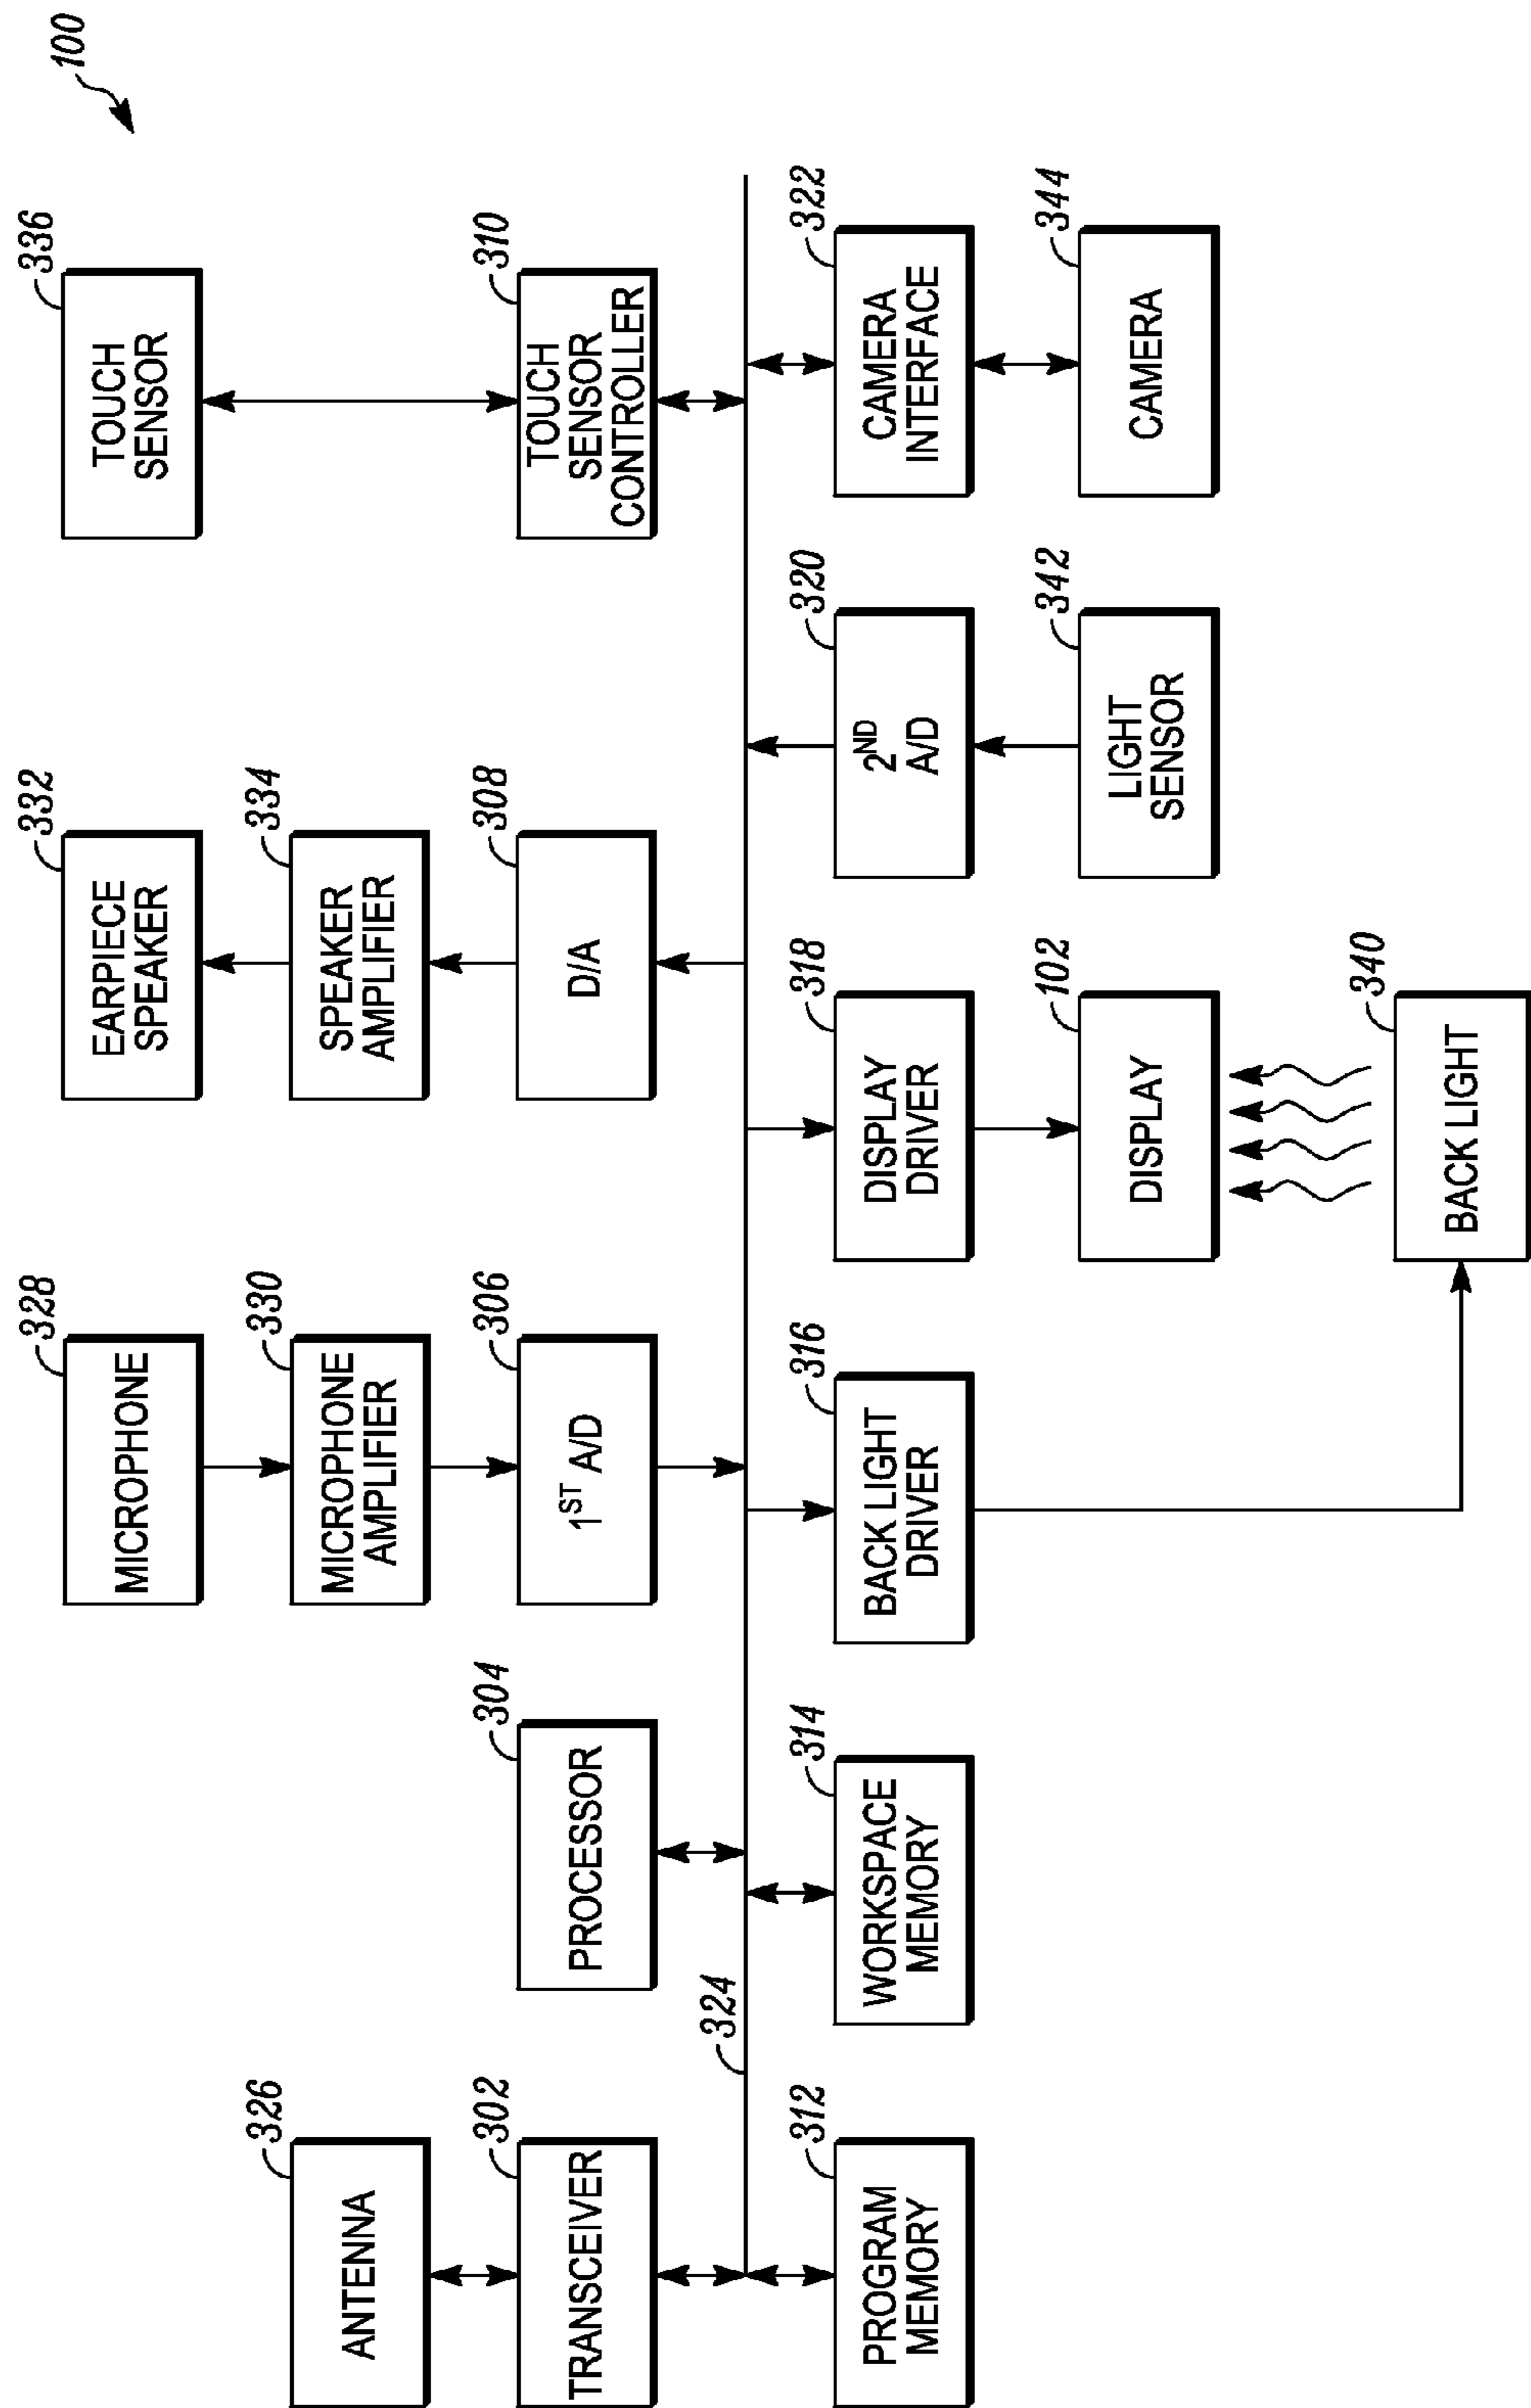 100
328
MICROPHONE
332
EARPIECE
SPEAKER
336
TOUCH
SENSOR
326
ANTENNA
330
MICROPHONE
AMPLIFIER
334
SPEAKER
AMPLIFIER
302
TRANSCEIVER
304
PROCESSOR
306
1ST A/D
308
D/A
310
TOUCH
SENSOR
CONTROLLER
324
312
PROGRAM
MEMORY
314
WORKSPACE
MEMORY
316
BACK LIGHT
DRIVER
318
DISPLAY
DRIVER
320
2ND
A/D
322
CAMERA
INTERFACE
102
DISPLAY
342
LIGHT
SENSOR
344
CAMERA
340
BACK LIGHT